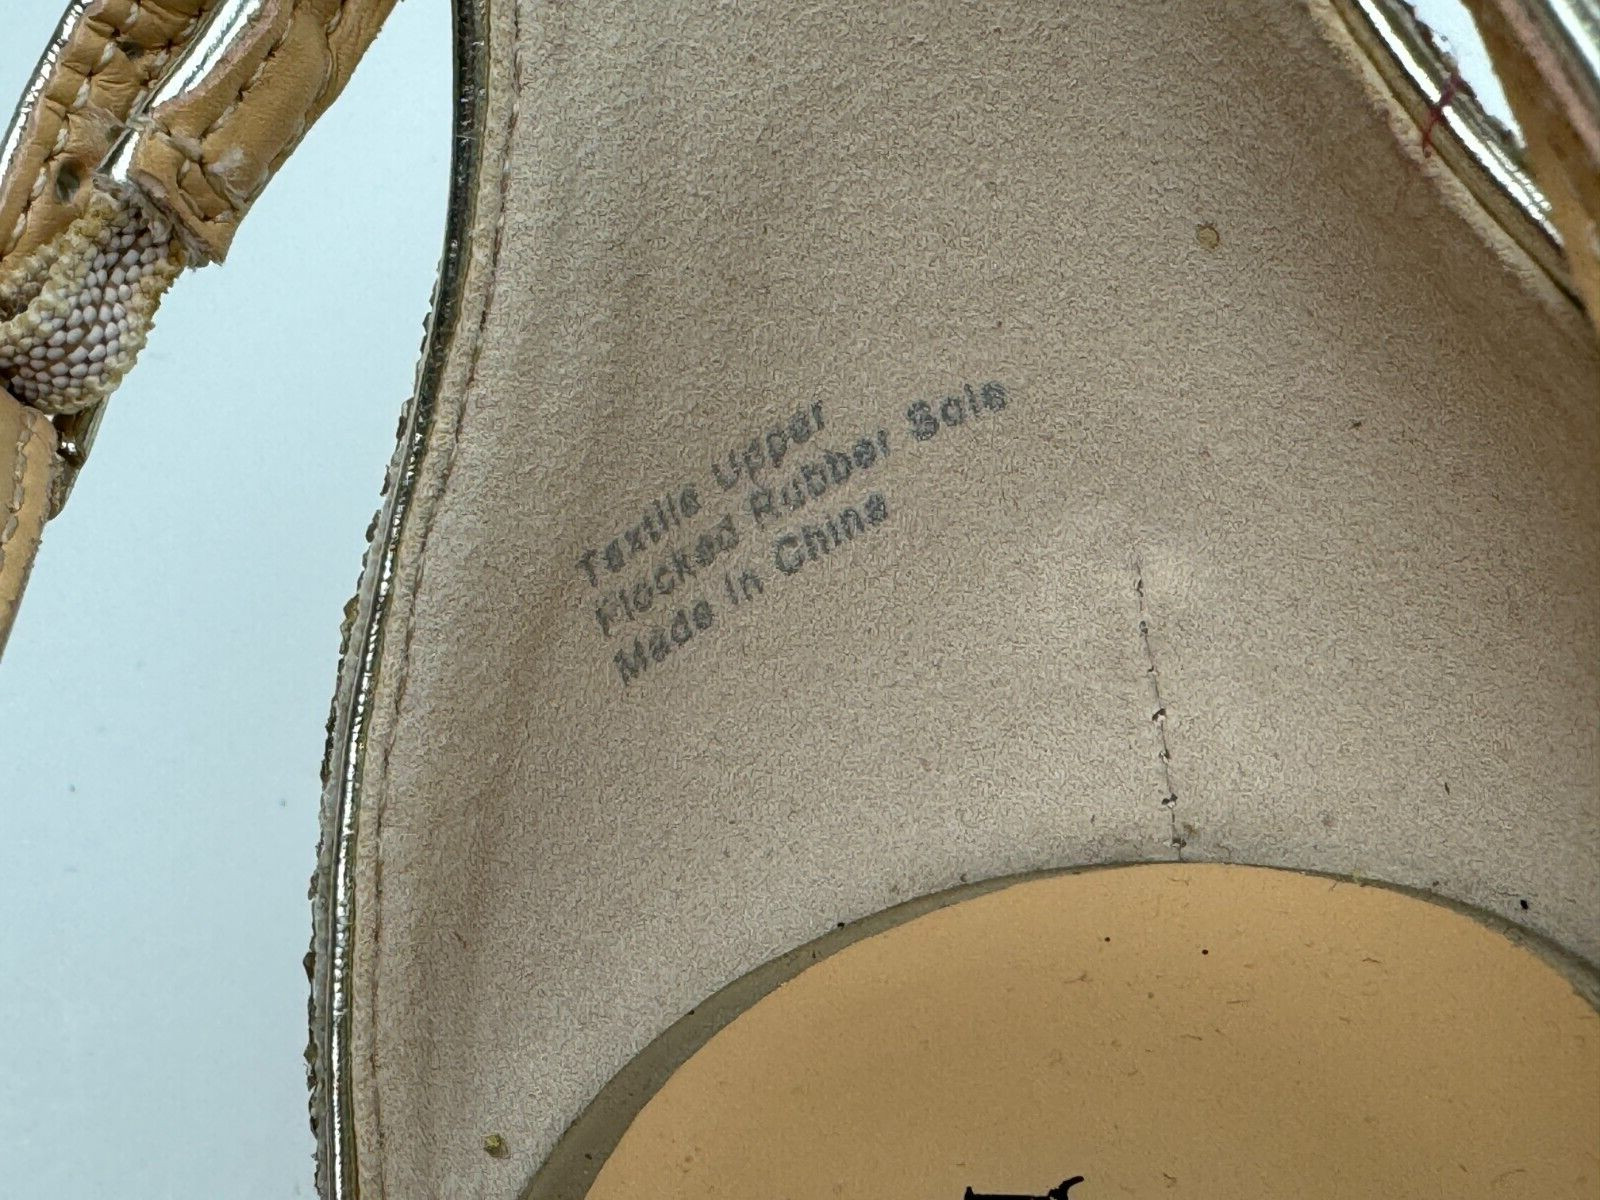 Textile Upper
Flocked Rubber Sole
Made in China